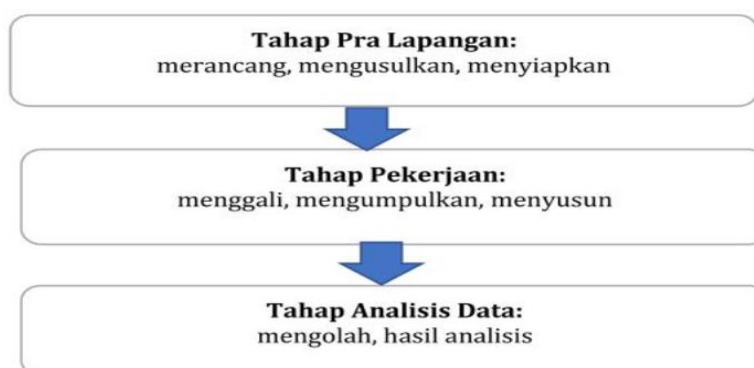 Tahap Pra Lapangan:
merancang, mengusulkan, menyiapkan
Tahap Pekerjaan:
menggali, mengumpulkan, menyusun
Tahap Analisis Data:
mengolah, hasil analisis